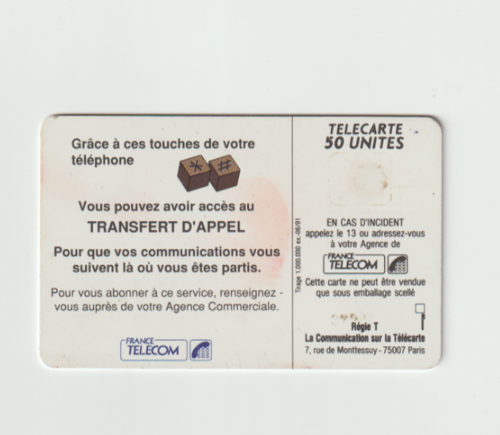 Grâce à ces touches de votre
téléphone
* #
Vous pouvez avoir accès au
TRANSFERT D'APPEL
Pour que vos communications vous
suivent là où vous êtes partis.
Pour vous abonner à ce service, renseignez -
vous auprès de votre Agence Commerciale.
FRANCE
TELECOM
Tirage 1.000.000 ex.-06/91
TELECARTE
50 UNITES
EN CAS D'INCIDENT
appelez le 13 ou adressez-vous
à votre Agence de
FRANCE
TELECOM
Cette carte ne peut être vendue
que sous emballage scellé
Régie T
La Communication sur la Télécarte
7, rue de Monttessuy - 75007 Paris